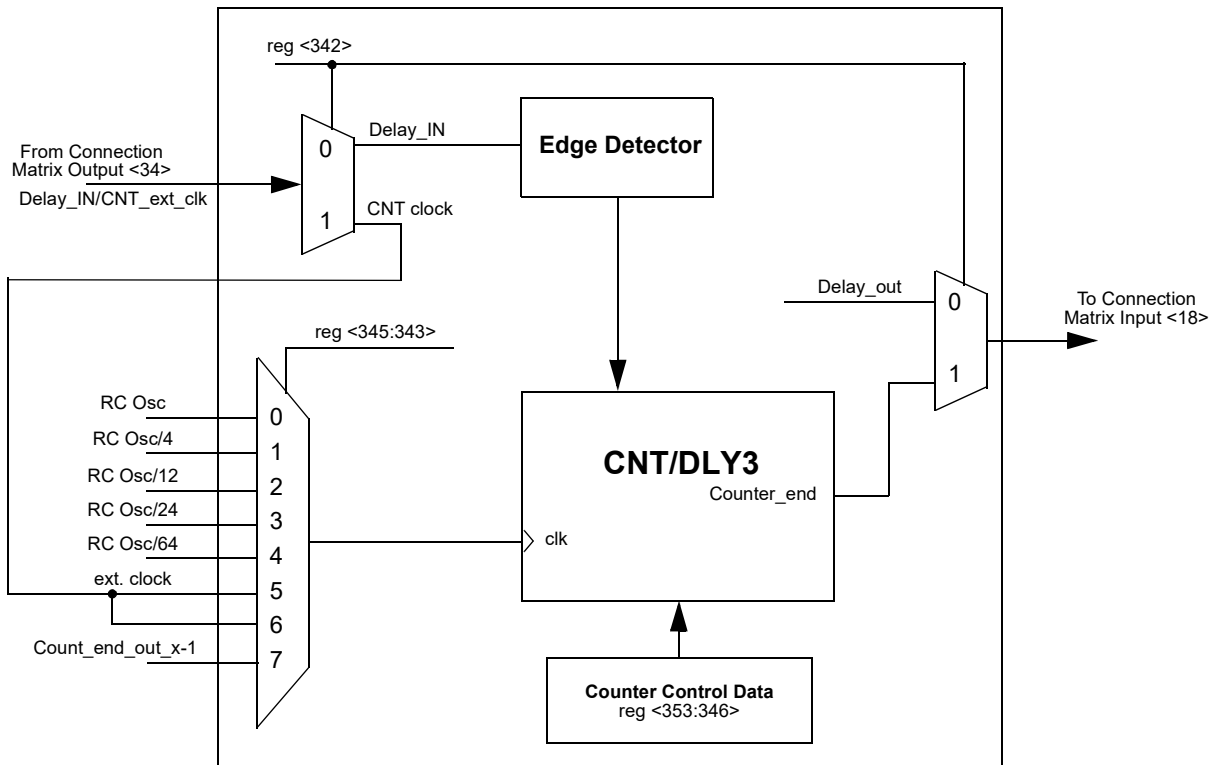 reg <342>
From Connection
Matrix Output <34>
Delay_IN/CNT_ext_clk
0
1
Delay_IN
CNT clock
Edge Detector
Delay_out
0
1
To Connection
Matrix Input <18>
reg <345:343>
RC Osc
RC Osc/4
RC Osc/12
RC Osc/24
RC Osc/64
ext. clock
Count_end_out_x-1
0
1
2
3
4
5
6
7
CNT/DLY3
Counter_end
clk
Counter Control Data
reg <353:346>